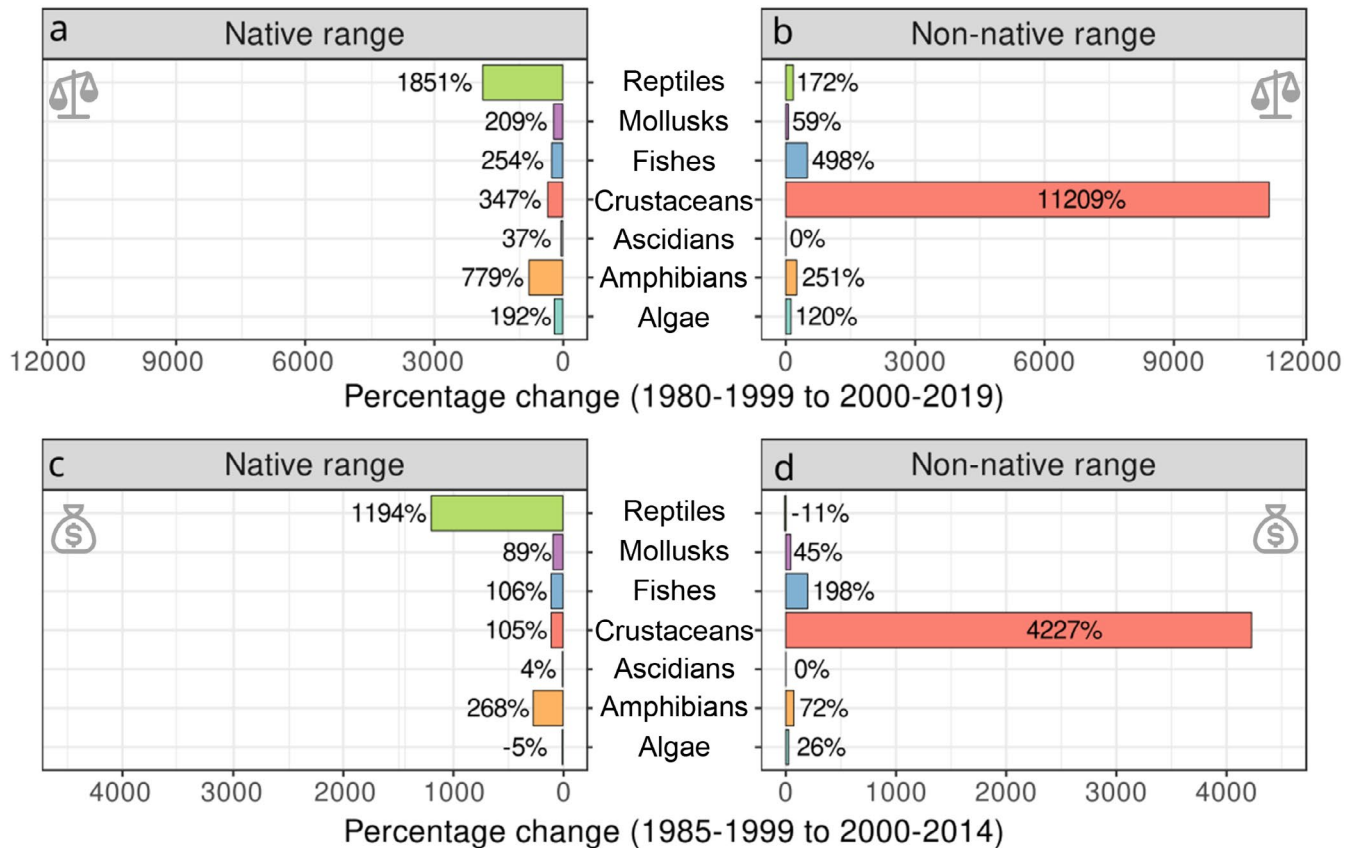 a
Native range
b
Non-native range
1851%
Reptiles
172%
209%
Mollusks
59%
254%
Fishes
498%
347%
Crustaceans
11209%
37%
Ascidians
0%
779%
Amphibians
251%
192%
Algae
120%
12000 9000 6000 3000 0
0 3000 6000 9000 12000
Percentage change (1980-1999 to 2000-2019)
c
Native range
d
Non-native range
$
1194%
Reptiles
-11%
$
89%
Mollusks
45%
106%
Fishes
198%
105%
Crustaceans
4227%
4%
Ascidians
0%
268%
Amphibians
72%
-5%
Algae
26%
4000 3000 2000 1000 0
0 1000 2000 3000 4000
Percentage change (1985-1999 to 2000-2014)